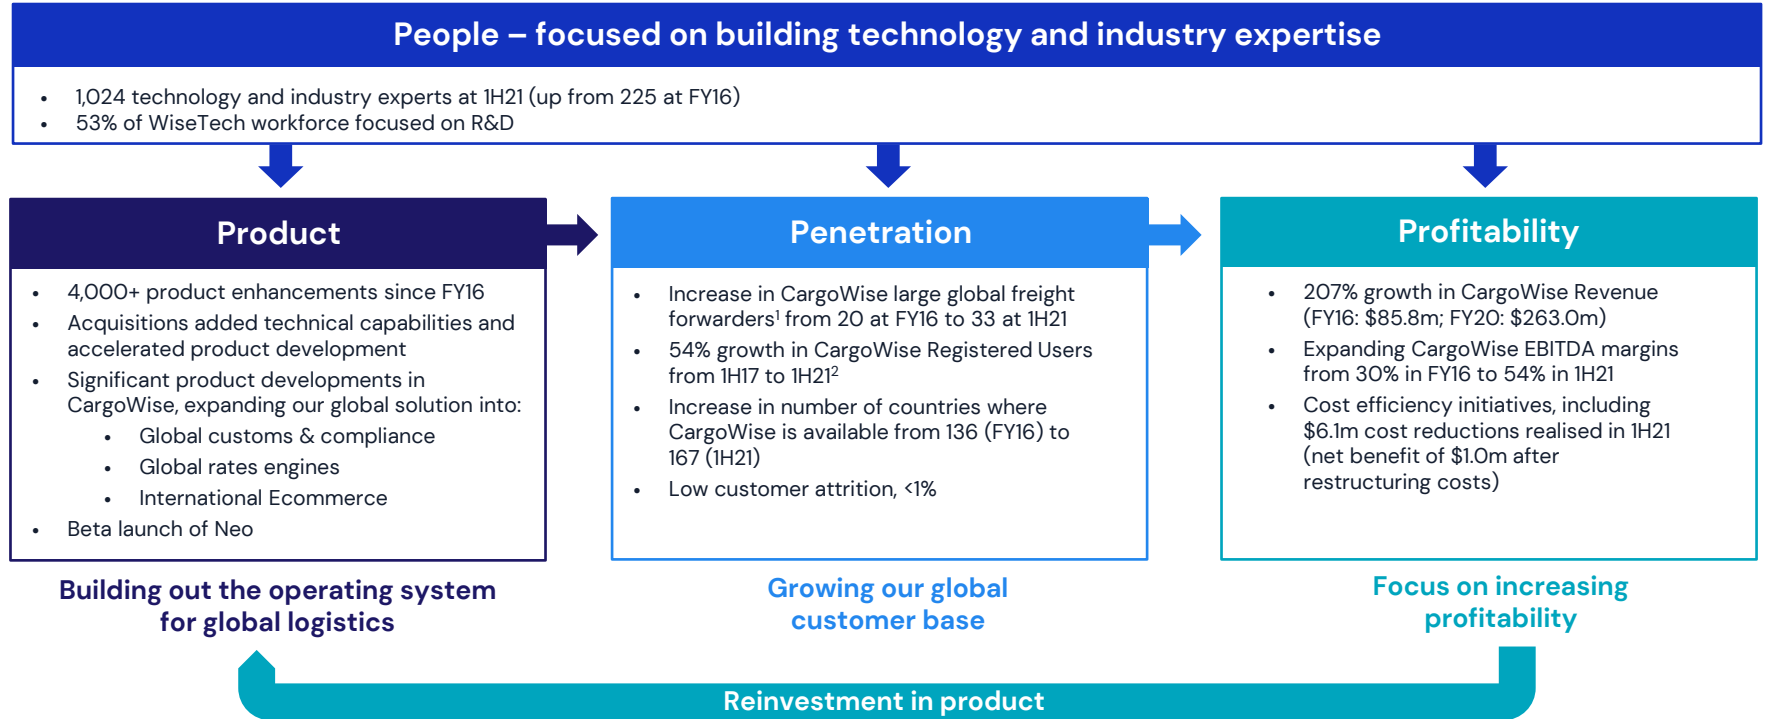 People – focused on building technology and industry expertise
• 1,024 technology and industry experts at 1H21 (up from 225 at FY16)
• 53% of WiseTech workforce focused on R&D
Product
• 4,000+ product enhancements since FY16
• Acquisitions added technical capabilities and
accelerated product development
• Significant product developments in
CargoWise, expanding our global solution into:
• Global customs & compliance
• Global rates engines
• International Ecommerce
• Beta launch of Neo
Building out the operating system
for global logistics
Penetration
• Increase in CargoWise large global freight
forwarders¹ from 20 at FY16 to 33 at 1H21
• 54% growth in CargoWise Registered Users
from 1H17 to 1H21²
• Increase in number of countries where
CargoWise is available from 136 (FY16) to
167 (1H21)
• Low customer attrition, <1%
Growing our global
customer base
Profitability
• 207% growth in CargoWise Revenue
(FY16: $85.8m; FY20: $263.0m)
• Expanding CargoWise EBITDA margins
from 30% in FY16 to 54% in 1H21
• Cost efficiency initiatives, including
$6.1m cost reductions realised in 1H21
(net benefit of $1.0m after
restructuring costs)
Focus on increasing
profitability
Reinvestment in product